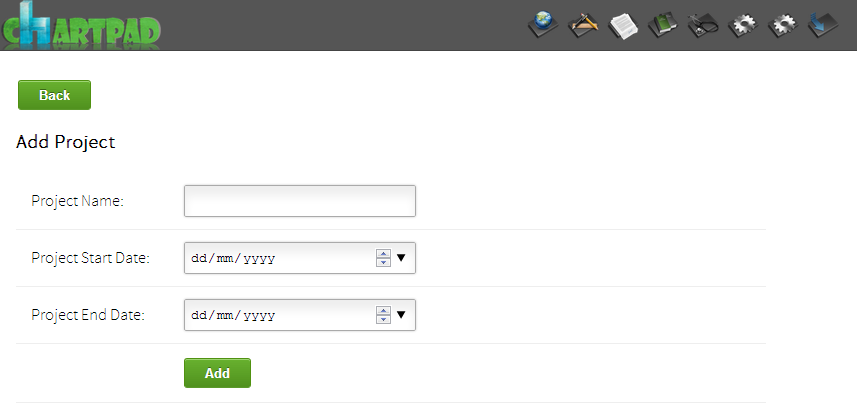 CHARTPAD
Back
Add Project
Project Name:
Project Start Date: dd/mm/yyyy
Project End Date: dd/mm/yyyy
Add